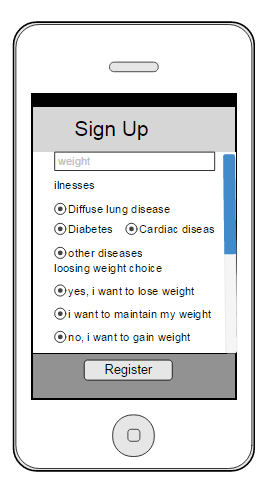 Sign Up
weight
ilnesses
Diffuse lung disease
Diabetes Cardiac diseas
other diseases
loosing weight choice
yes, i want to lose weight
i want to maintain my weight
no, i want to gain weight
Register